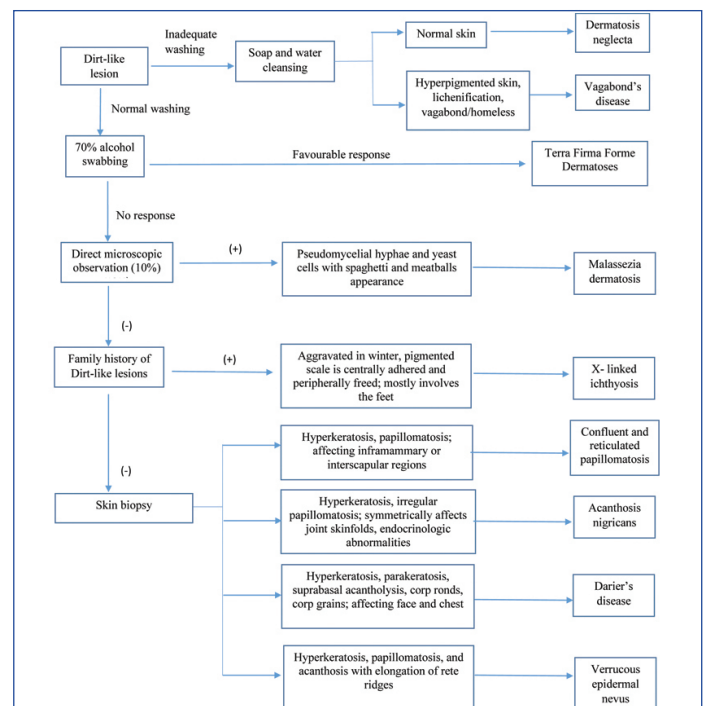 Inadequate
washing
Dirt-like
lesion
Soap and water
cleansing
Normal skin
Dermatosis
neglecta
Hyperpigmented skin,
lichenification,
vagabond/homeless
Vagabond's
disease
Normal washing
70% alcohol
swabbing
Favourable response
Terra Firma Forme
Dermatoses
No response
Direct microscopic
observation (10%)
(+)
Pseudomycelial hyphae and yeast
cells with spaghetti and meatballs
appearance
Malassezia
dermatosis
(-)
Family history of
Dirt-like lesions
(+)
Aggravated in winter, pigmented
scale is centrally adhered and
peripherally freed; mostly involves
the feet
X- linked
ichthyosis
(-)
Skin biopsy
Hyperkeratosis, papillomatosis;
affecting inframammary or
interscapular regions
Confluent and
reticulated
papillomatosis
Hyperkeratosis, irregular
papillomatosis; symmetrically affects
joint skinfolds, endocrinologic
abnormalities
Acanthosis
nigricans
Hyperkeratosis, parakeratosis,
suprabasal acantholysis, corp ronds,
corp grains; affecting face and chest
Darier's
disease
Hyperkeratosis, papillomatosis, and
acanthosis with elongation of rete
ridges
Verrucous
epidermal
nevus